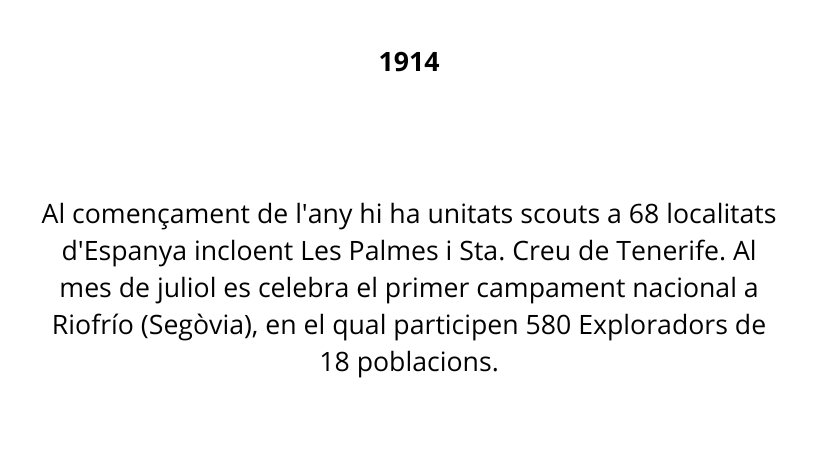 1914
Al començament de l'any hi ha unitats scouts a 68 localitats
d'Espanya incloent Les Palmes i Sta. Creu de Tenerife. Al
mes de juliol es celebra el primer campament nacional a
Riofrío (Segòvia), en el qual participen 580 Exploradors de
18 poblacions.